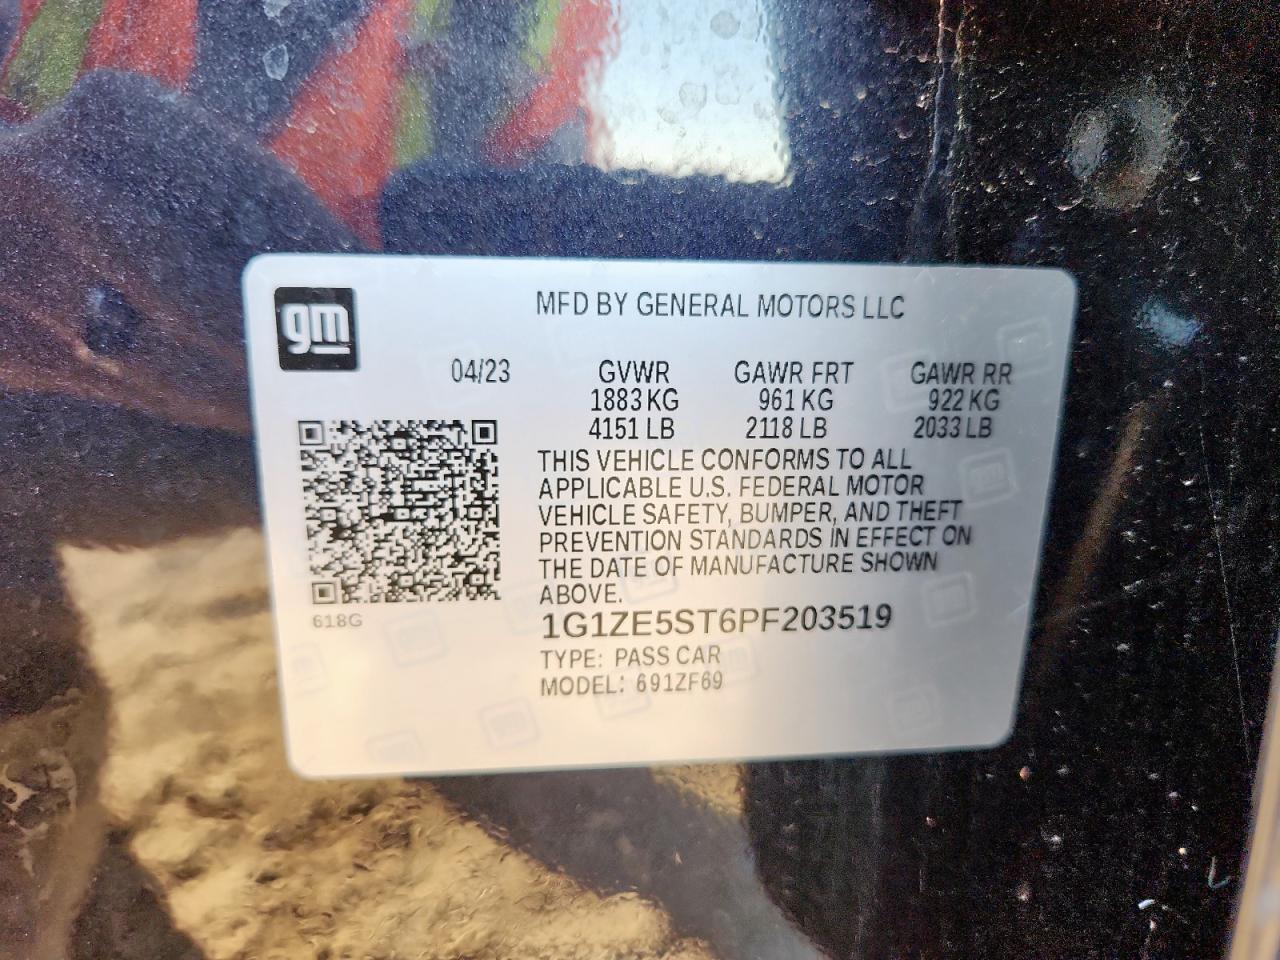 gm
MFD BY GENERAL MOTORS LLC
04/23 GVWR GAWR FRT GAWR RR
1883 KG 961 KG 922 KG
4151 LB 2118 LB 2033 LB
THIS VEHICLE CONFORMS TO ALL
APPLICABLE U.S. FEDERAL MOTOR
VEHICLE SAFETY, BUMPER, AND THEFT
PREVENTION STANDARDS IN EFFECT ON
THE DATE OF MANUFACTURE SHOWN
ABOVE.
618G
1G1ZE5ST6PF203519
TYPE: PASS CAR
MODEL: 691ZF69